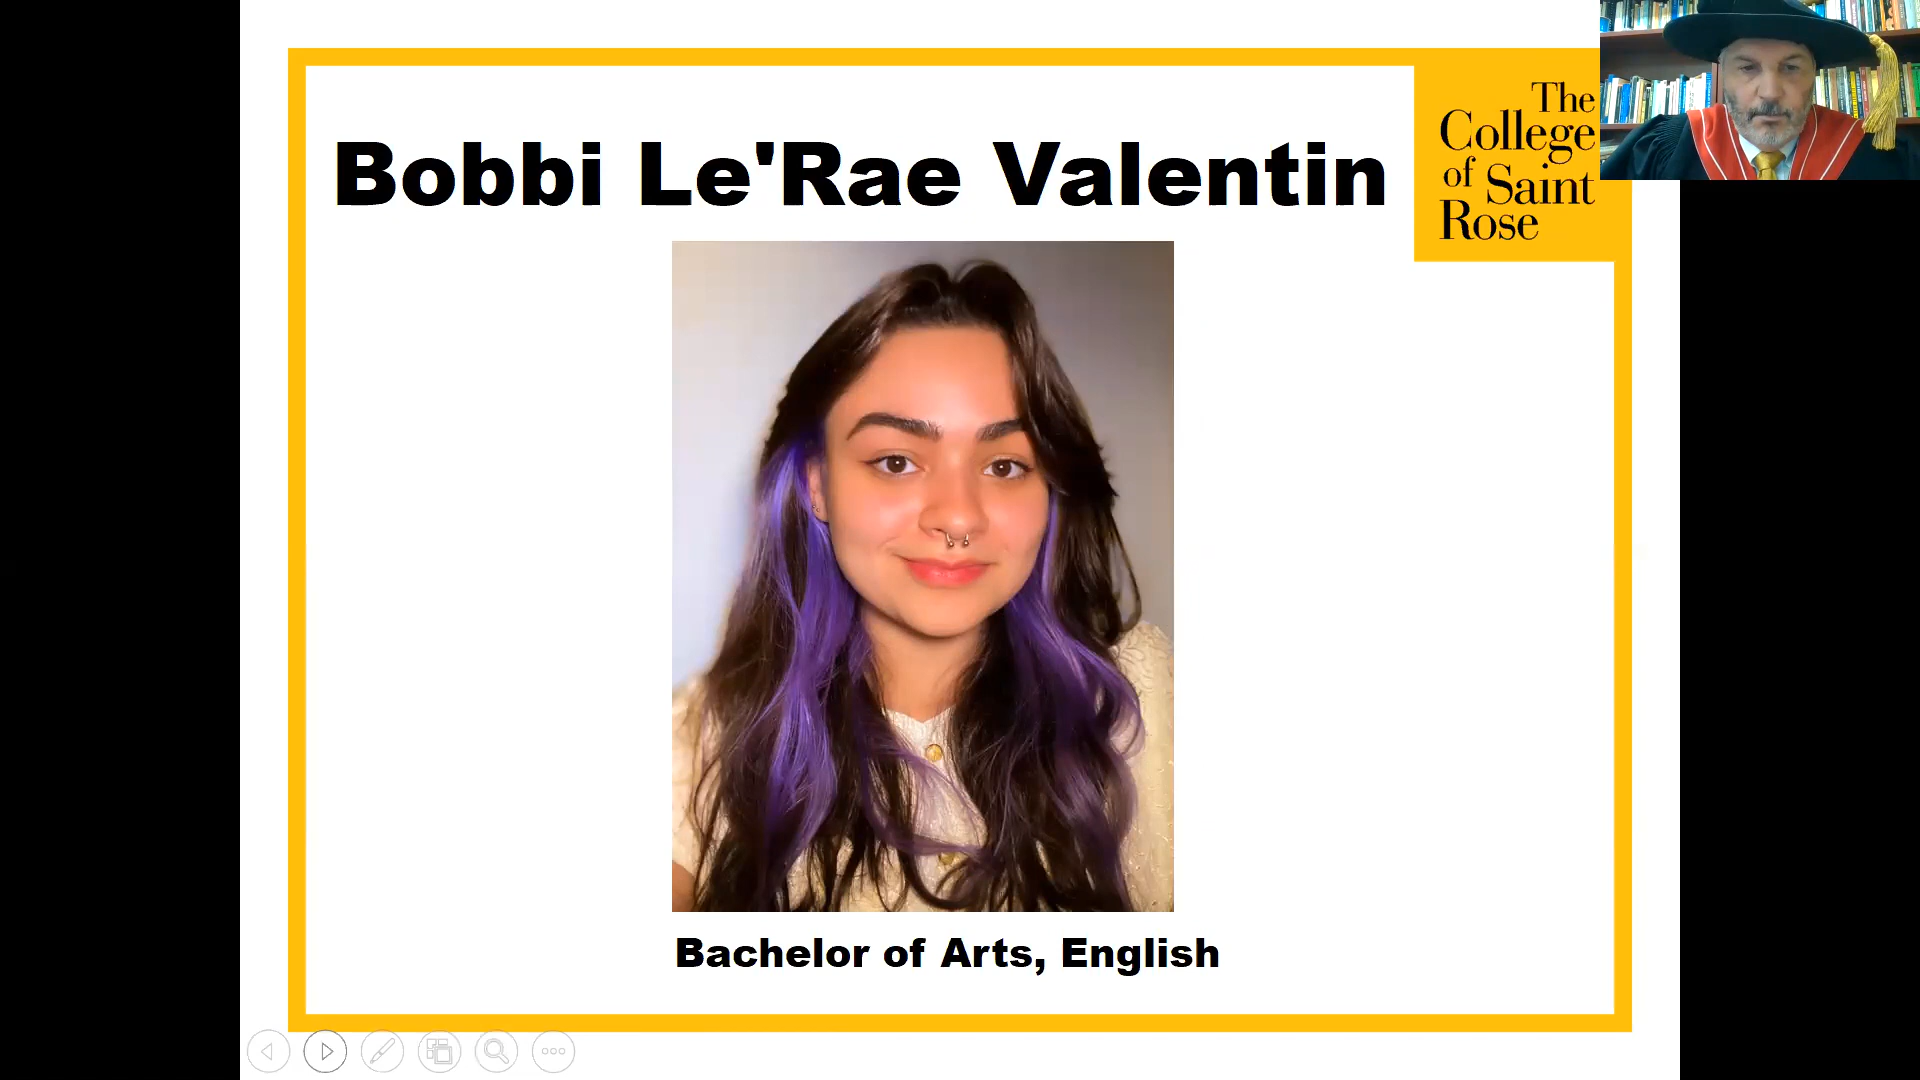 Bobbi Le'Rae Valentin
The
College
of Saint
Rose
Bachelor of Arts, English